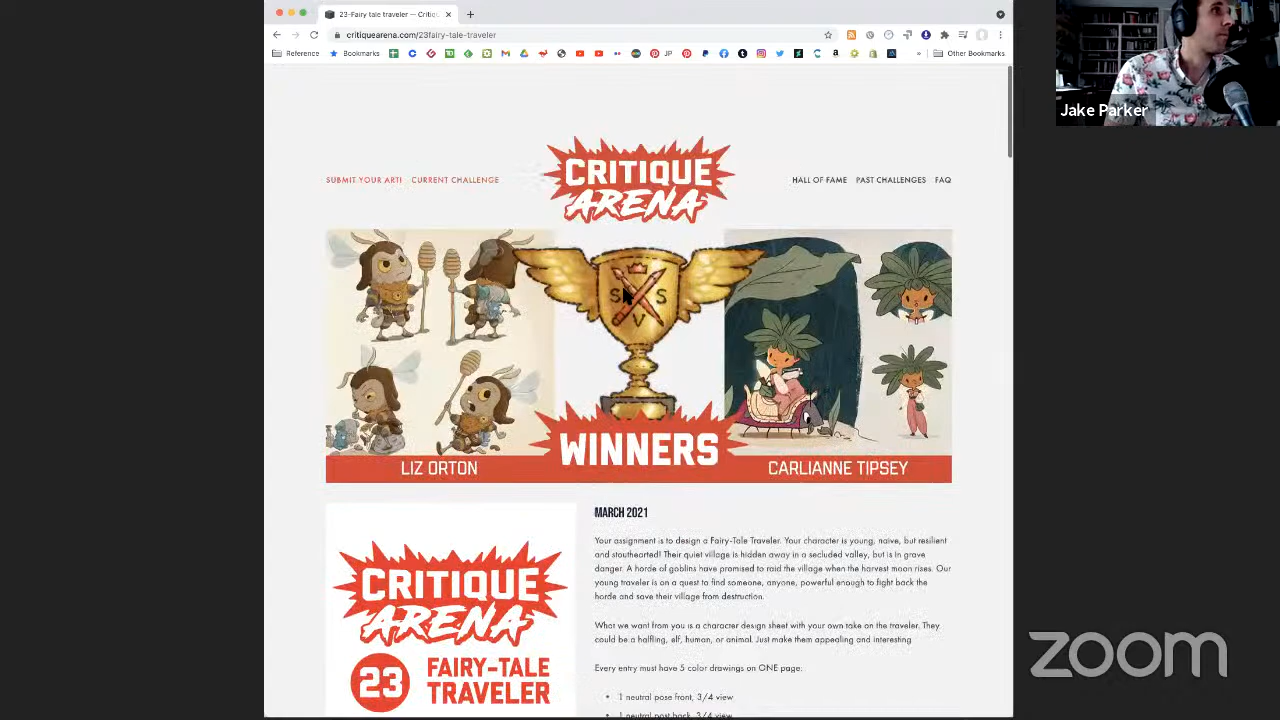 23-Fairy tale traveler — Critiq
critiquearena.com/23fairy-tale-traveler
Reference
Bookmarks
JP
»
Other Bookmarks
Jake Parker
SUBMIT YOUR ART!
CURRENT CHALLENGE
CRITIQUE
ARENA
HALL OF FAME
PAST CHALLENGES
FAQ
S S
V
WINNERS
LIZ ORTON
CARLIANNE TIPSEY
CRITIQUE
ARENA
23
FAIRY-TALE
TRAVELER
MARCH 2021
Your assignment is to design a Fairy-Tale Traveler. Your character is young, naive, but resilient
and stouthearted! Their quiet village is hidden away in a secluded valley, but is in grave
danger. A horde of goblins have promised to raid the village when the harvest moon rises. Our
young traveler is on a quest to find someone, anyone, powerful enough to fight back the
horde and save their village from destruction.
What we want from you is a character design sheet with your own take on the traveler. They
could be a halfling, elf, human, or animal. Just make them appealing and interesting
Every entry must have 5 color drawings on ONE page:
• 1 neutral pose front, 3/4 view
• 1 neutral post back, 3/4 view
zoom